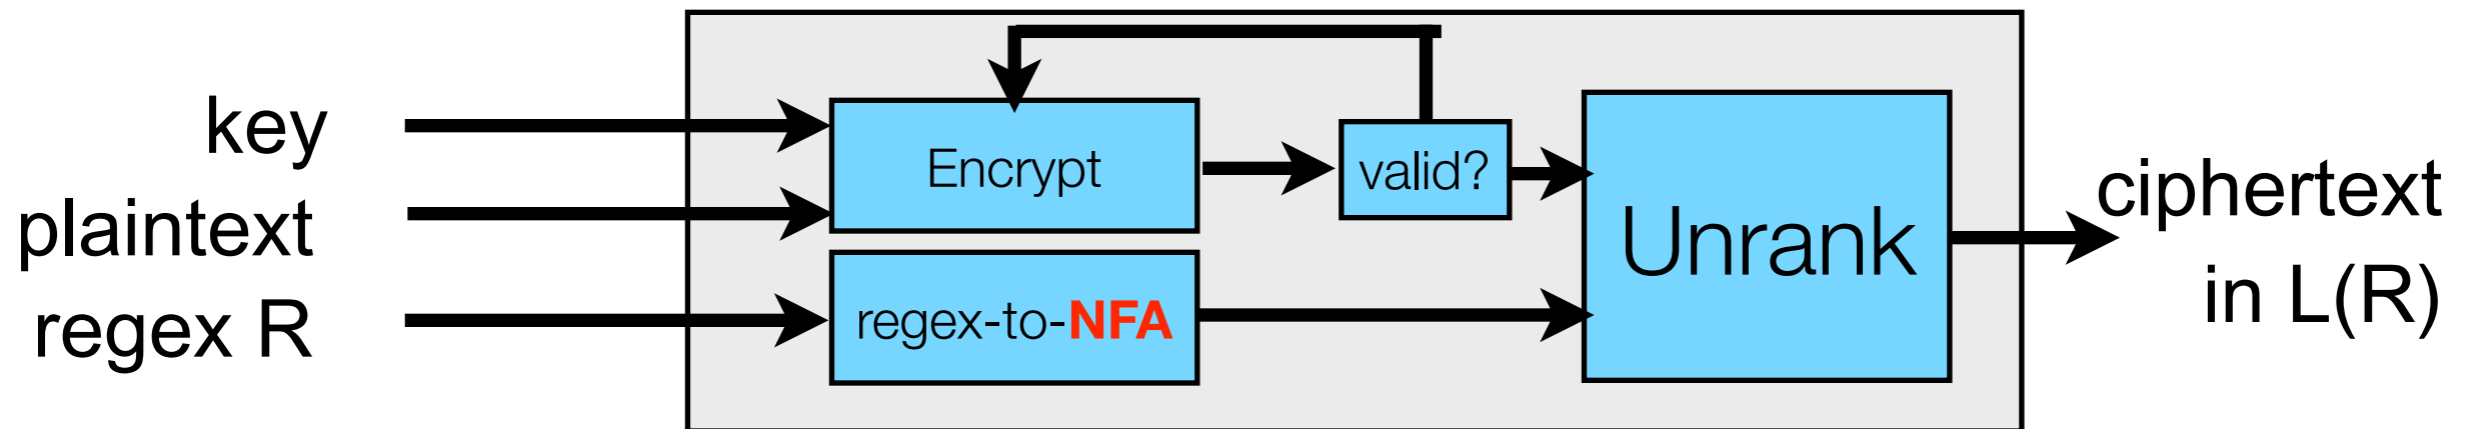 key
plaintext
regex R
Encrypt
regex-to-NFA
valid?
Unrank
ciphertext
in L(R)